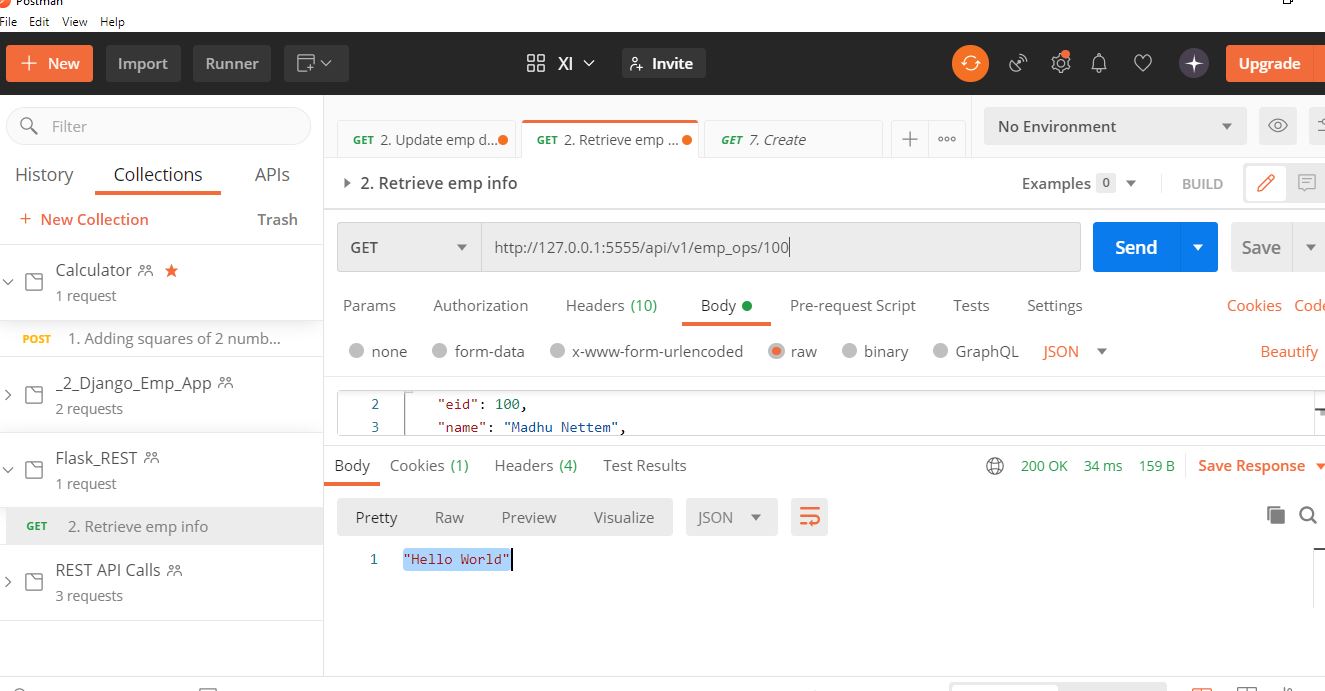 Postman
File Edit View Help
+ New Import Runner XI Invite Upgrade
Filter
History Collections APIs
+ New Collection Trash
Calculator
1 request
POST 1. Adding squares of 2 numb...
_2_Django_Emp_App
2 requests
Flask_REST
1 request
GET 2. Retrieve emp info
REST API Calls
3 requests
GET 2. Update emp d... GET 2. Retrieve emp ... GET 7. Create No Environment
2. Retrieve emp info Examples 0 BUILD
GET http://127.0.0.1:5555/api/v1/emp_ops/100 Send Save
Params Authorization Headers (10) Body Pre-request Script Tests Settings Cookies Code
none form-data x-www-form-urlencoded raw binary GraphQL JSON Beautify
2 "eid": 100,
3 "name": "Madhu Nettem",
Body Cookies (1) Headers (4) Test Results 200 OK 34 ms 159 B Save Response
Pretty Raw Preview Visualize JSON
1 "Hello World"